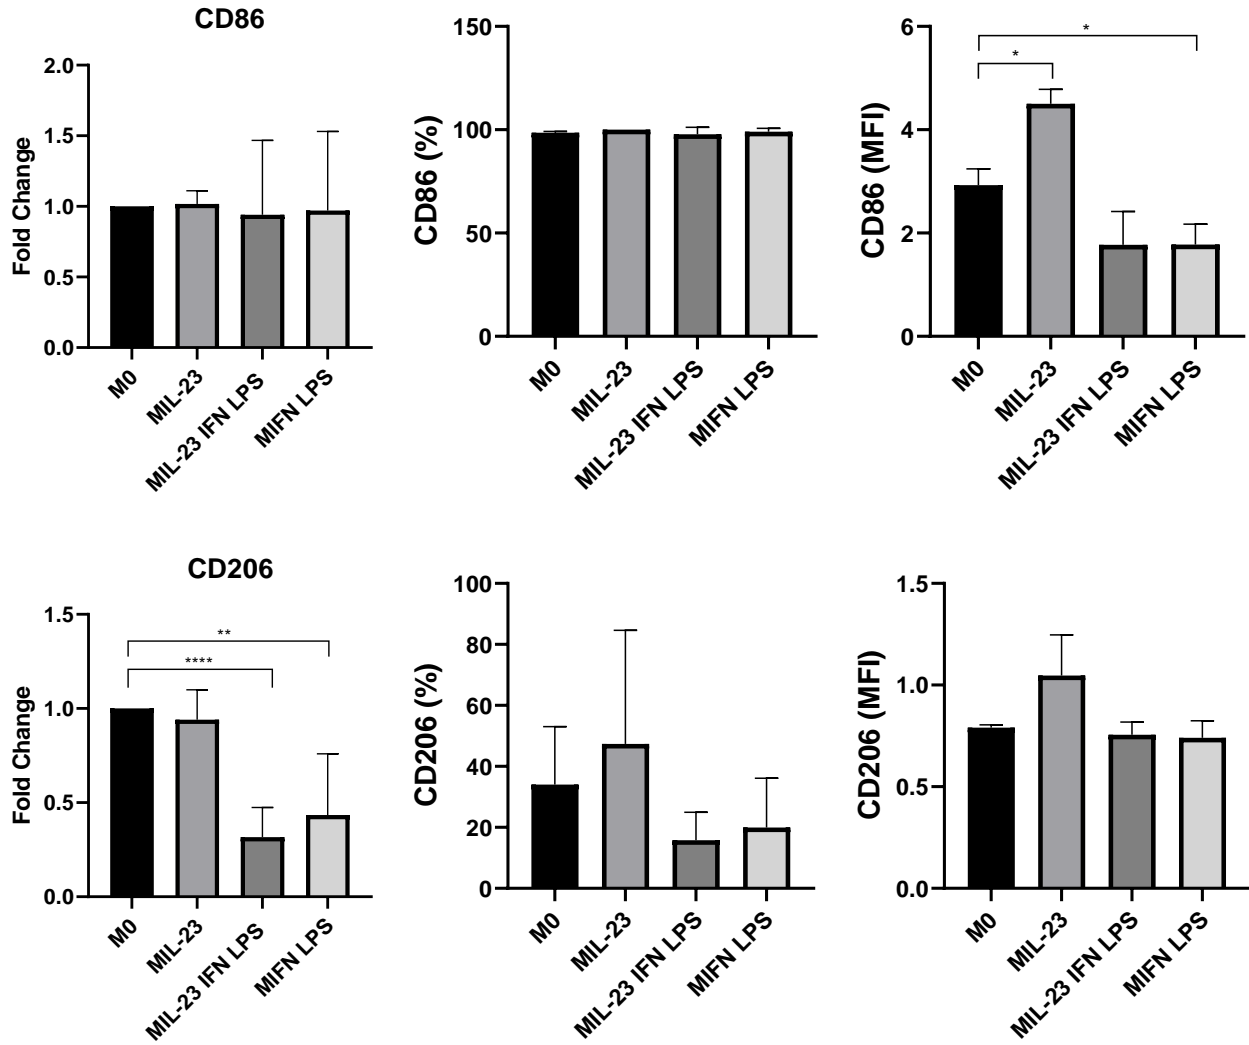 CD86
2.0
1.5
1.0
0.5
0.0
Fold Change
M0
MIL-23
MIL-23 IFN LPS
MIFN LPS
150
100
50
0
CD86 (%)
M0
MIL-23
MIL-23 IFN LPS
MIFN LPS
6
4
2
0
CD86 (MFI)
*
*
M0
MIL-23
MIL-23 IFN LPS
MIFN LPS
CD206
1.5
1.0
0.5
0.0
Fold Change
**
****
M0
MIL-23
MIL-23 IFN LPS
MIFN LPS
100
80
60
40
20
0
CD206 (%)
M0
MIL-23
MIL-23 IFN LPS
MIFN LPS
1.5
1.0
0.5
0.0
CD206 (MFI)
M0
MIL-23
MIL-23 IFN LPS
MIFN LPS